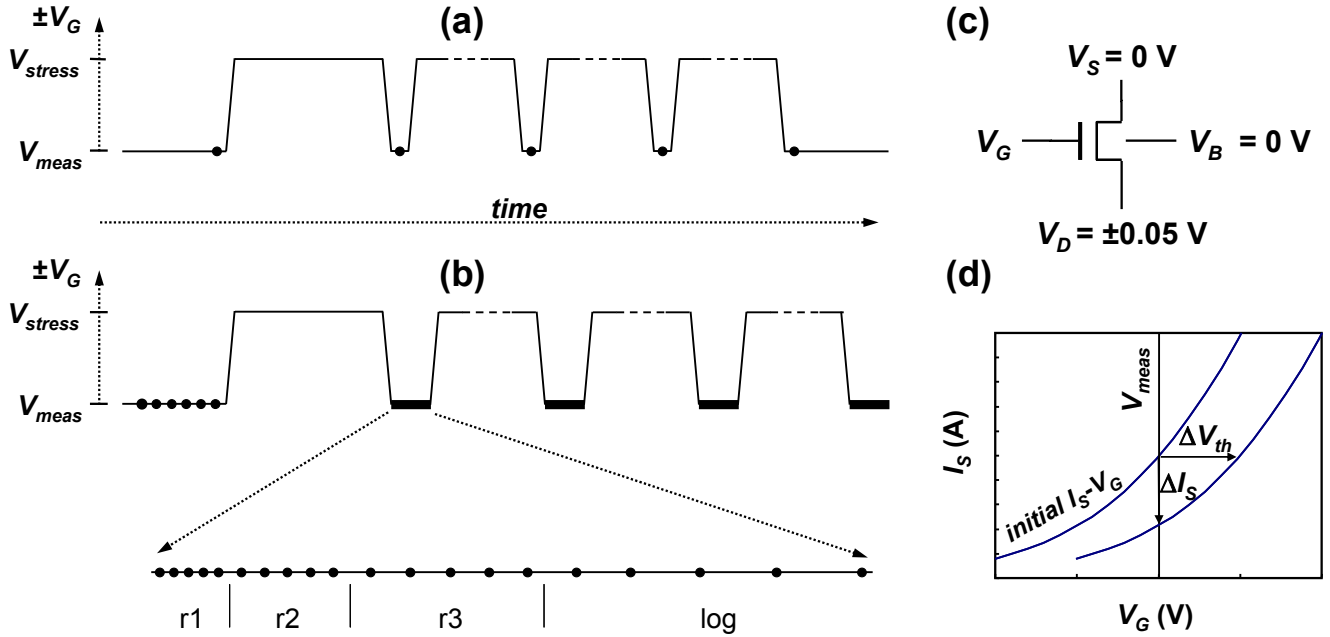 (a)
±V_G
V_stress
V_meas
time
(b)
±V_G
V_stress
V_meas
r1 r2 r3 log
(c)
V_S = 0 V
V_G V_B = 0 V
V_D = ±0.05 V
(d)
I_S (A)
V_meas
ΔV_th
ΔI_S
initial I_S-V_G
V_G (V)